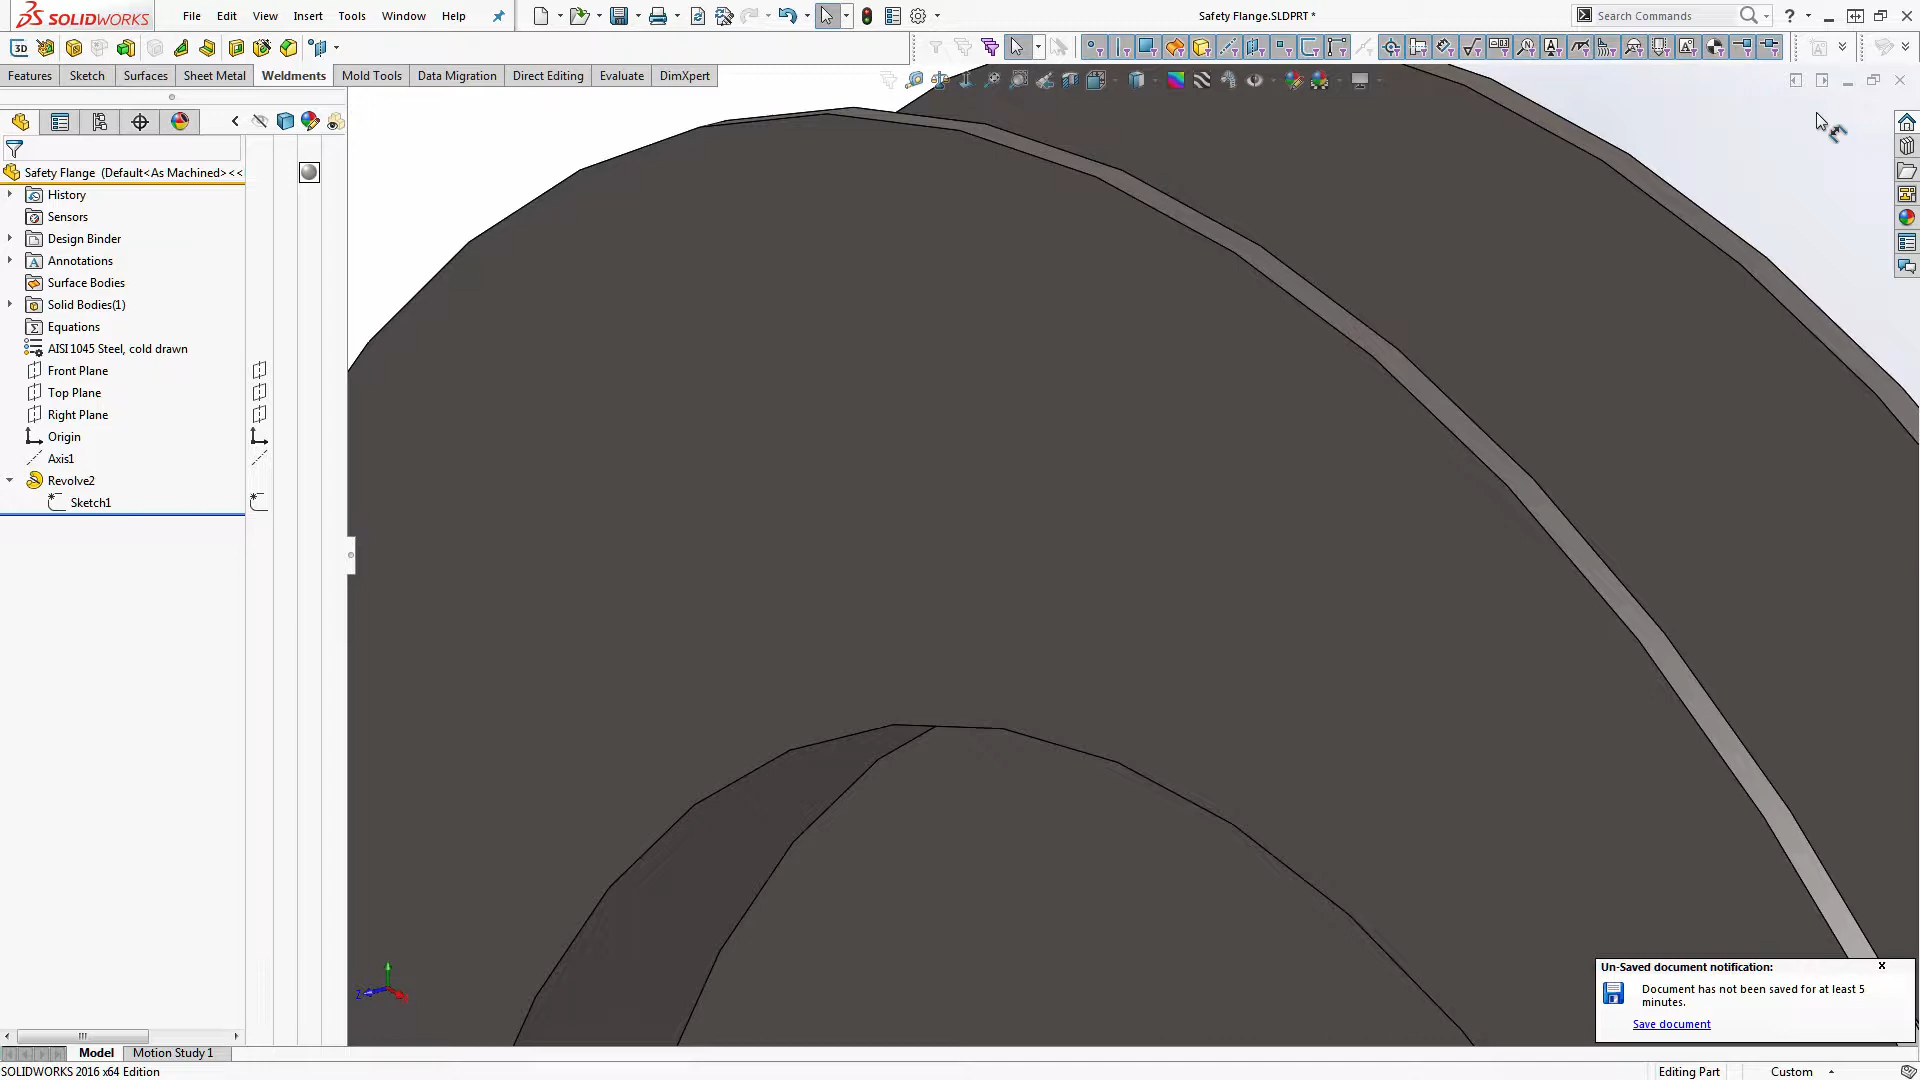 SOLIDWORKS File Edit View Insert Tools Window Help Safety Flange.SLDPRT * Search Commands ?
3D
Features Sketch Surfaces Sheet Metal Weldments Mold Tools Data Migration Direct Editing Evaluate DimXpert
Safety Flange (Default<As Machined><<
History
Sensors
Design Binder
Annotations
Surface Bodies
Solid Bodies(1)
Equations
AISI 1045 Steel, cold drawn
Front Plane
Top Plane
Right Plane
Origin
Axis1
Revolve2
Sketch1
Z
Un-Saved document notification: x
Document has not been saved for at least 5
minutes.
Save document
Model Motion Study 1
SOLIDWORKS 2016 x64 Edition Editing Part Custom